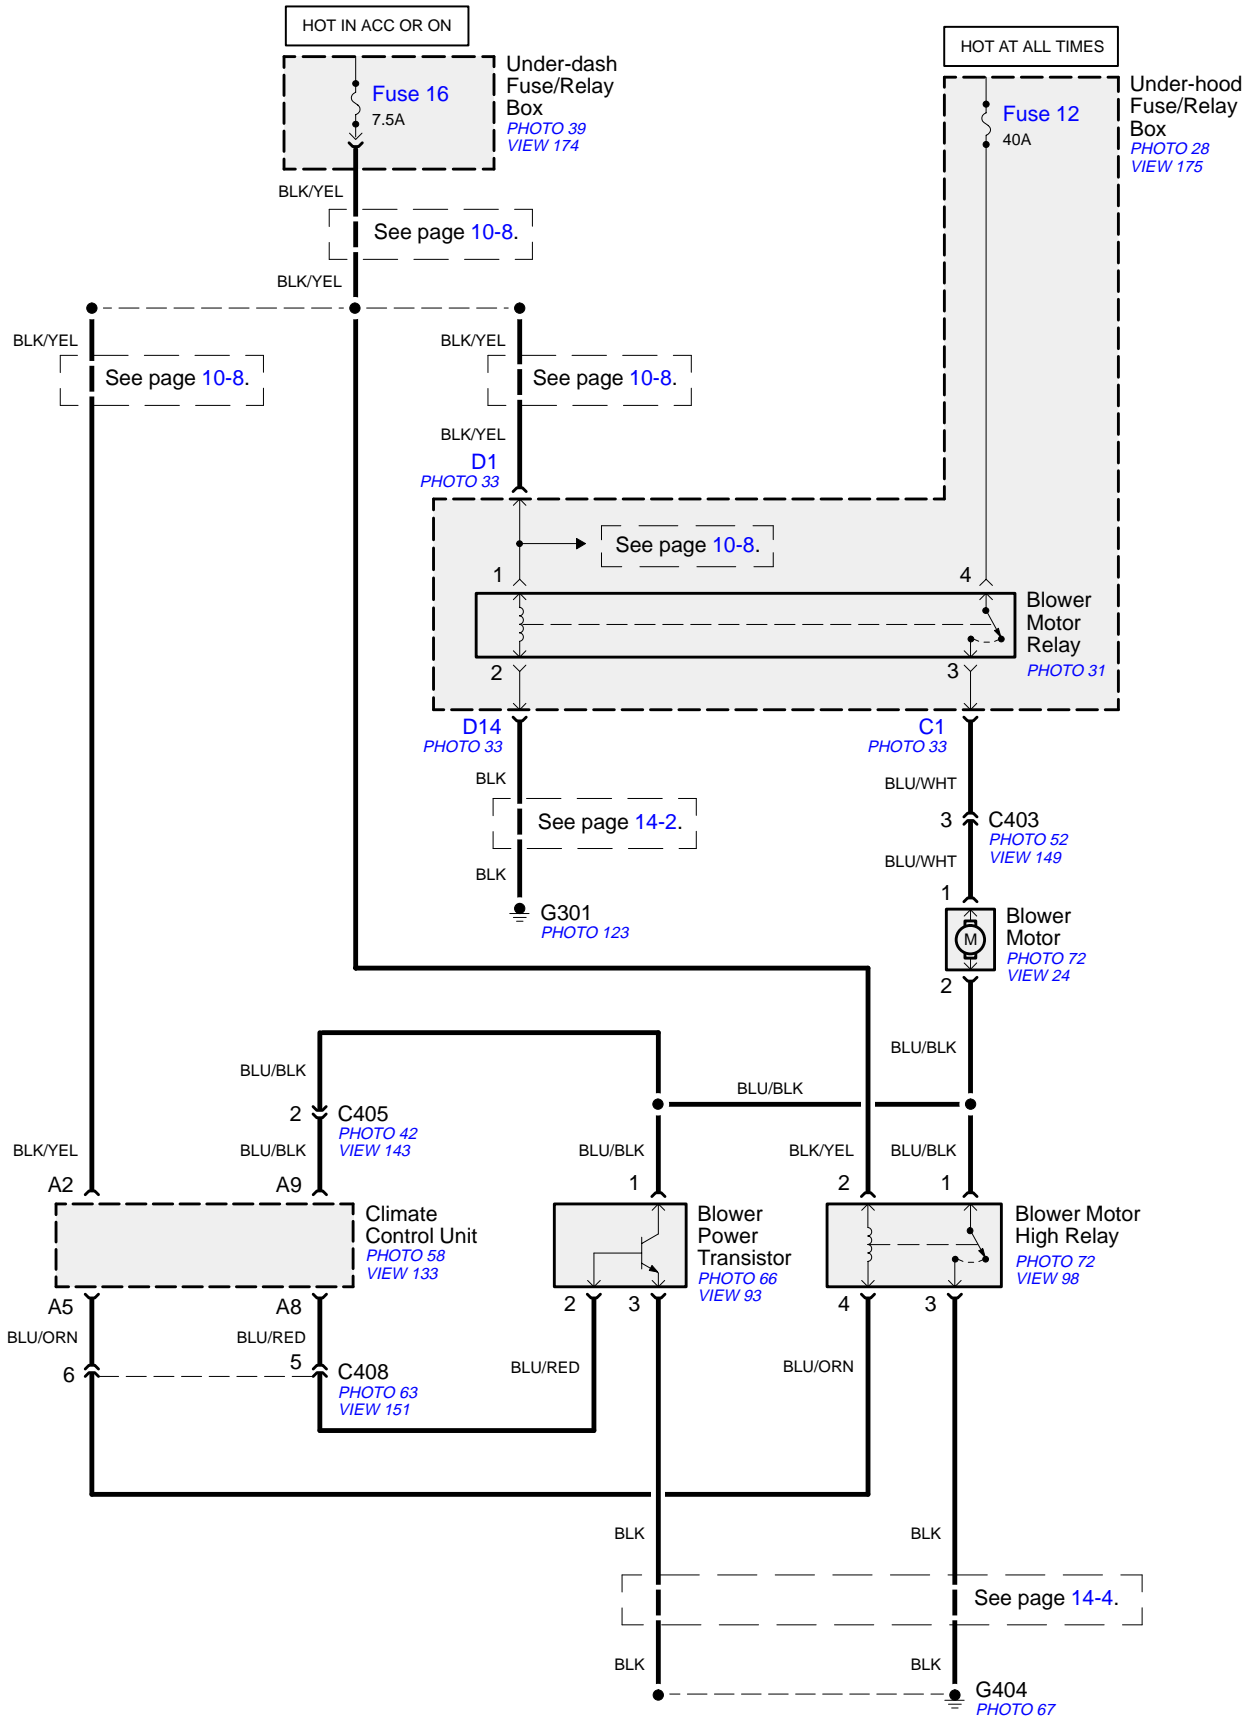 HOT IN ACC OR ON
HOT AT ALL TIMES
Under-dash
Fuse/Relay
Box
PHOTO 39
VIEW 174
Fuse 16
7.5A
Under-hood
Fuse/Relay
Box
PHOTO 28
VIEW 175
Fuse 12
40A
BLK/YEL
See page 10-8.
BLK/YEL
BLK/YEL
BLK/YEL
See page 10-8.
See page 10-8.
BLK/YEL
D1
PHOTO 33
See page 10-8.
1
4
Blower
Motor
Relay
PHOTO 31
2
3
D14
PHOTO 33
C1
PHOTO 33
BLK
BLU/WHT
See page 14-2.
3
C403
PHOTO 52
VIEW 149
BLK
BLU/WHT
1
G301
PHOTO 123
M
Blower
Motor
PHOTO 72
VIEW 24
2
BLU/BLK
BLU/BLK
BLU/BLK
2
C405
PHOTO 42
VIEW 143
BLK/YEL
BLU/BLK
BLU/BLK
BLK/YEL
BLU/BLK
A2
A9
1
2
1
Climate
Control Unit
PHOTO 58
VIEW 133
Blower
Power
Transistor
PHOTO 66
VIEW 93
Blower Motor
High Relay
PHOTO 72
VIEW 98
A5
A8
2
3
4
3
BLU/ORN
BLU/RED
BLU/RED
BLU/ORN
6
5
C408
PHOTO 63
VIEW 151
BLK
BLK
See page 14-4.
BLK
BLK
G404
PHOTO 67